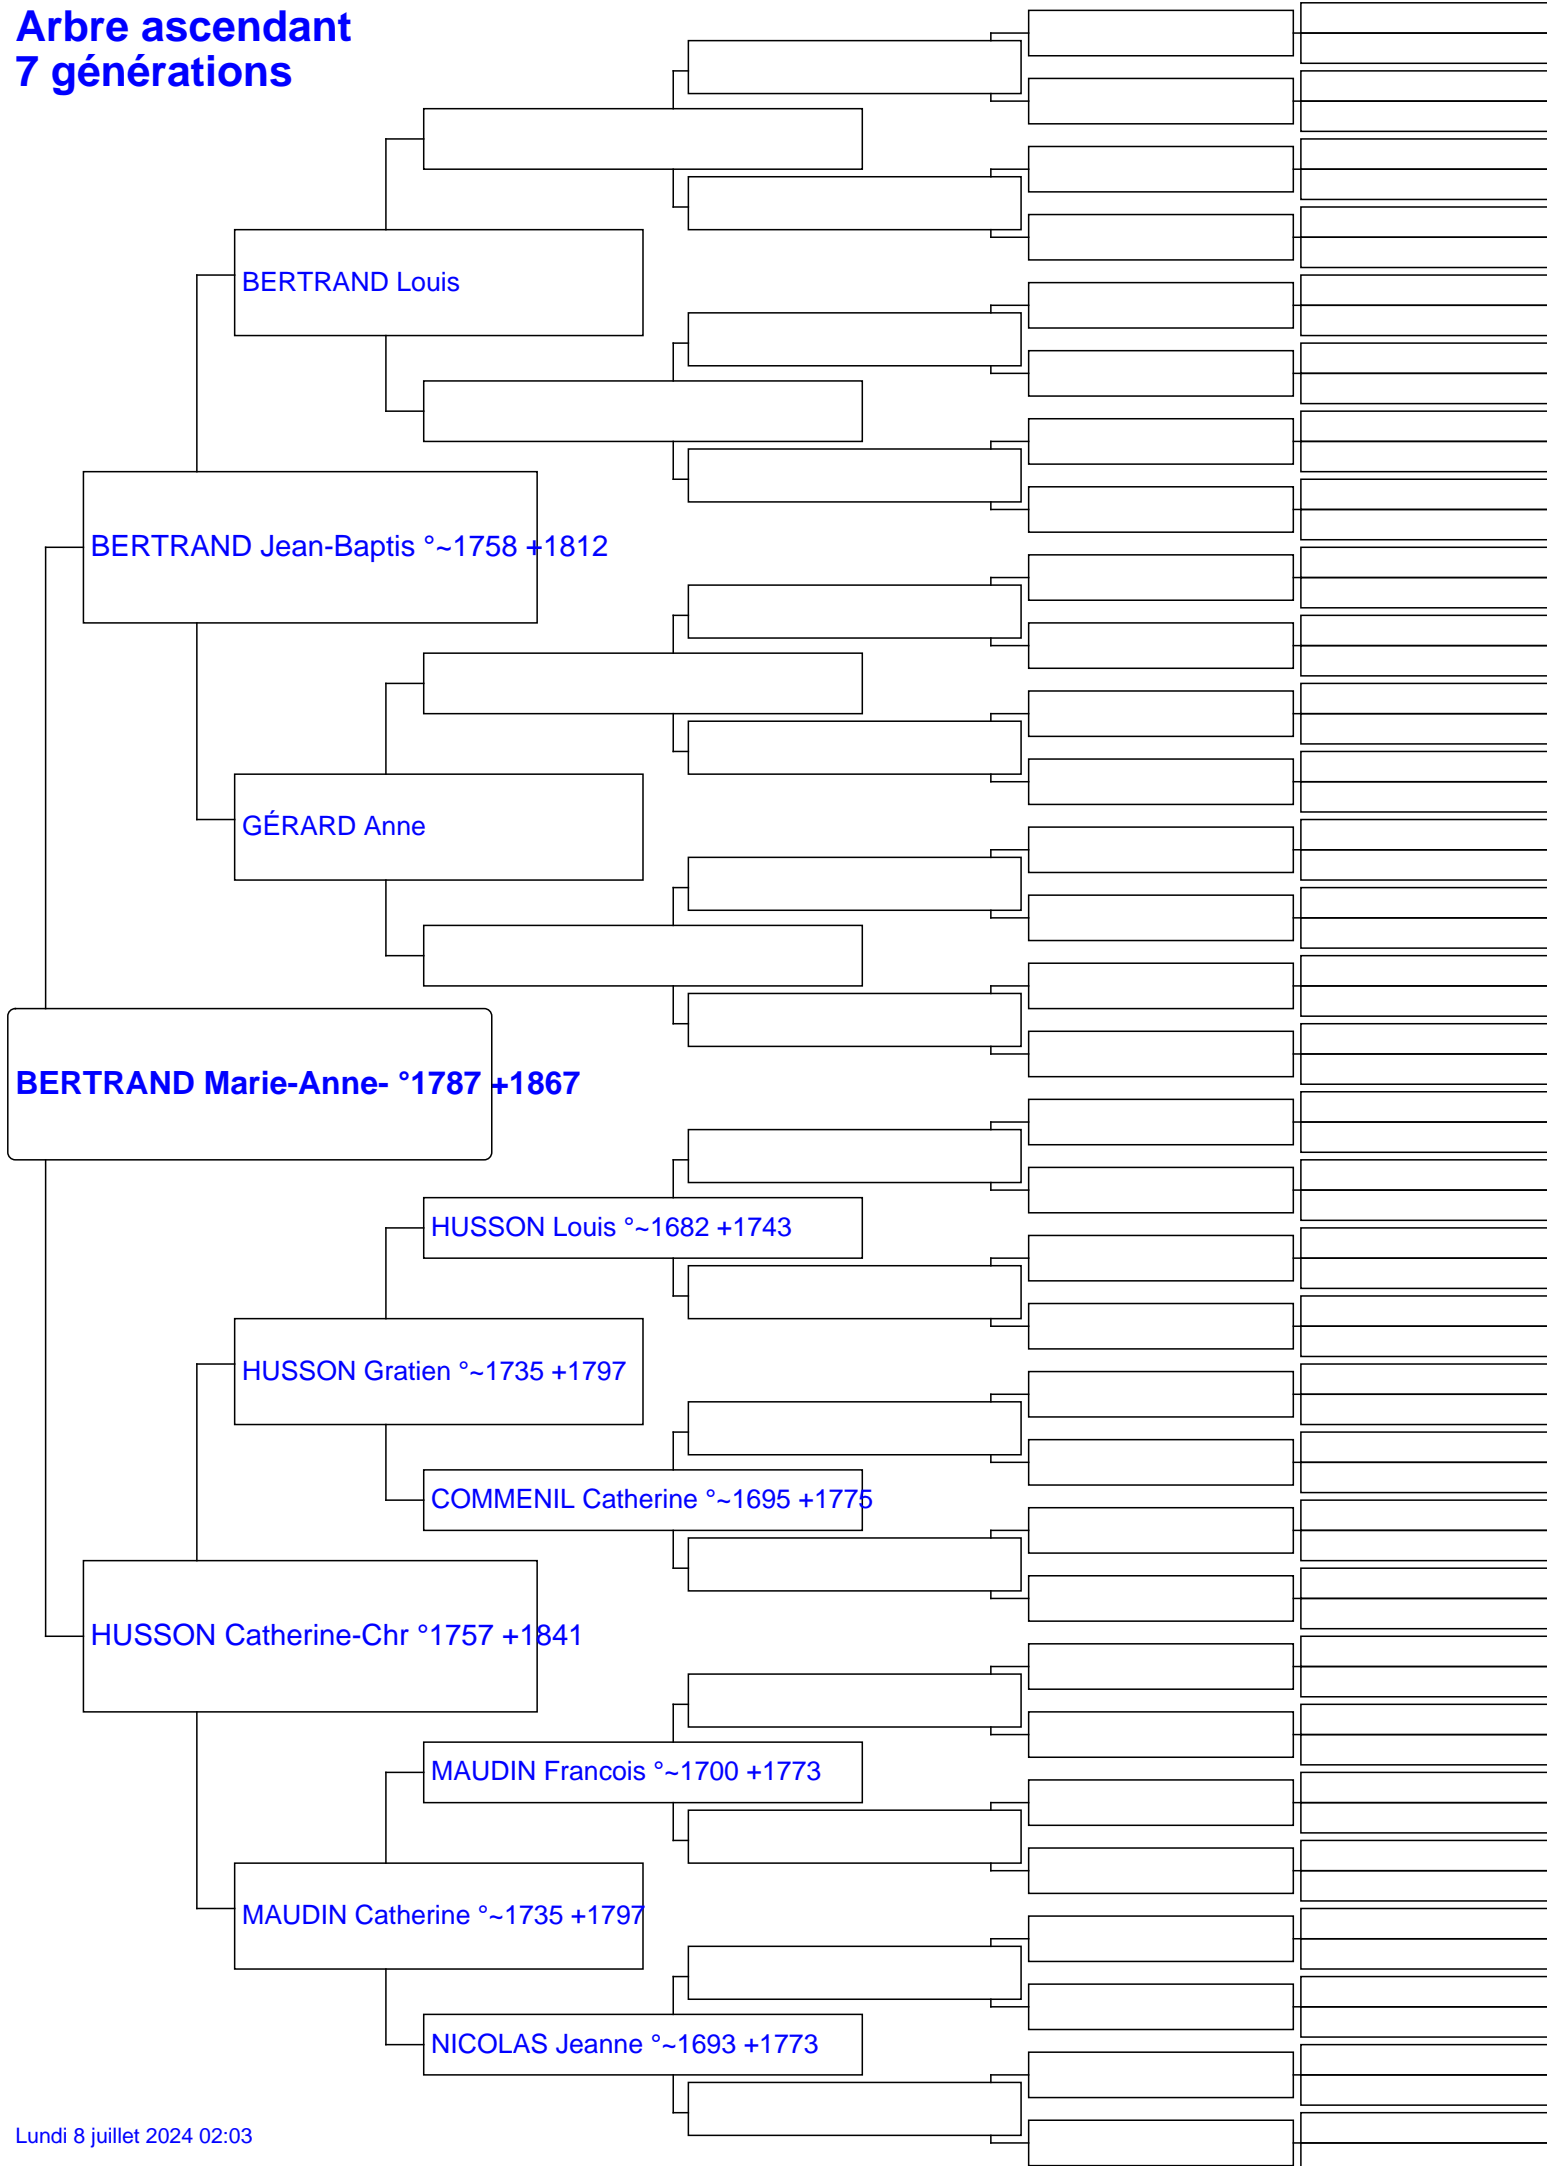 Arbre ascendant
7 générations
BERTRAND Louis
BERTRAND Jean-Baptis °~1758 +1812
GÉRARD Anne
BERTRAND Marie-Anne- °1787 +1867
HUSSON Louis °~1682 +1743
HUSSON Gratien °~1735 +1797
COMMENIL Catherine °~1695 +1775
HUSSON Catherine-Chr °1757 +1841
MAUDIN Francois °~1700 +1773
MAUDIN Catherine °~1735 +1797
NICOLAS Jeanne °~1693 +1773
Lundi 8 juillet 2024 02:03